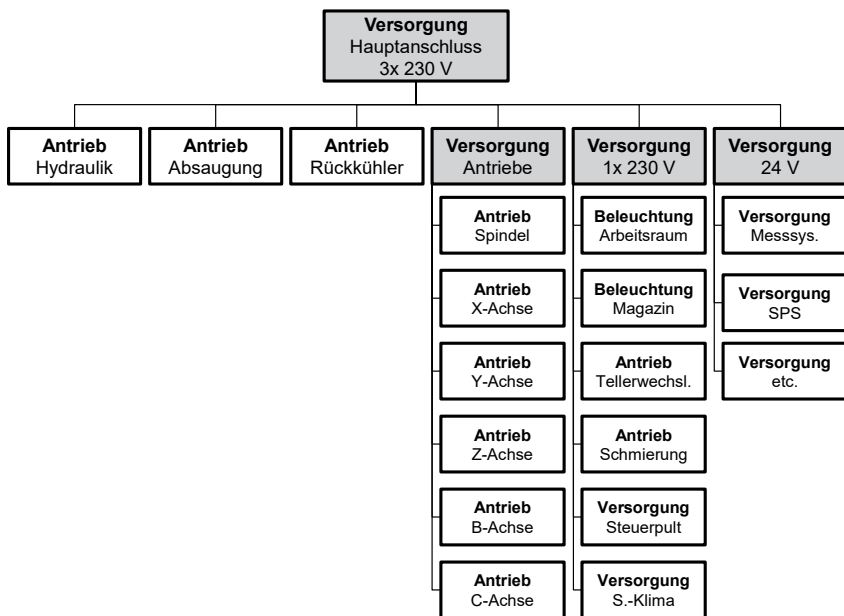 Versorgung
Hauptanschluss
3x 230 V
Antrieb
Hydraulik
Antrieb
Absaugung
Antrieb
Rückkühler
Versorgung
Antriebe
Versorgung
1x 230 V
Versorgung
24 V
Antrieb
Spindel
Antrieb
X-Achse
Antrieb
Y-Achse
Antrieb
Z-Achse
Antrieb
B-Achse
Antrieb
C-Achse
Beleuchtung
Arbeitsraum
Beleuchtung
Magazin
Antrieb
Tellerwechsl.
Antrieb
Schmierung
Versorgung
Steuerpult
Versorgung
S.-Klima
Versorgung
Messsys.
Versorgung
SPS
Versorgung
etc.